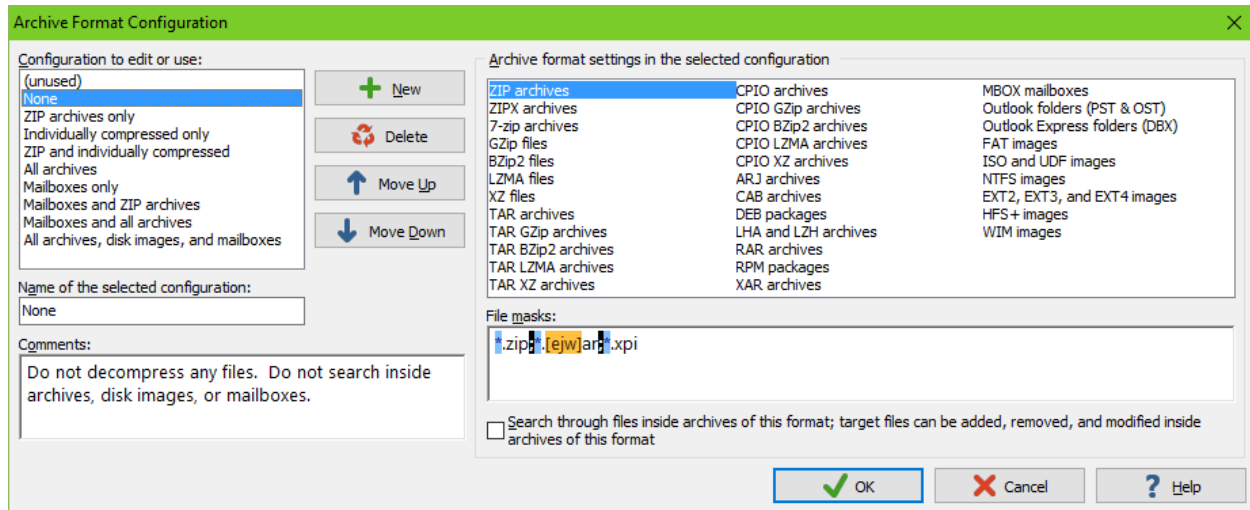 Archive Format Configuration
Configuration to edit or use:
(unused)
None
ZIP archives only
Individually compressed only
ZIP and individually compressed
All archives
Mailboxes only
Mailboxes and ZIP archives
Mailboxes and all archives
All archives, disk images, and mailboxes
New
Delete
Move Up
Move Down
Name of the selected configuration:
None
Comments:
Do not decompress any files. Do not search inside
archives, disk images, or mailboxes.
Archive format settings in the selected configuration
ZIP archives
ZIPX archives
7-zip archives
GZip files
BZip2 files
LZMA files
XZ files
TAR archives
TAR GZip archives
TAR BZip2 archives
TAR LZMA archives
TAR XZ archives
CPIO archives
CPIO GZip archives
CPIO BZip2 archives
CPIO LZMA archives
CPIO XZ archives
ARJ archives
CAB archives
DEB packages
LHA and LZH archives
RAR archives
RPM packages
XAR archives
MBOX mailboxes
Outlook folders (PST & OST)
Outlook Express folders (DBX)
FAT images
ISO and UDF images
NTFS images
EXT2, EXT3, and EXT4 images
HFS+ images
WIM images
File masks:
*.zip;*.[ejw]ar;*.xpi
Search through files inside archives of this format; target files can be added, removed, and modified inside
archives of this format
OK
Cancel
? Help